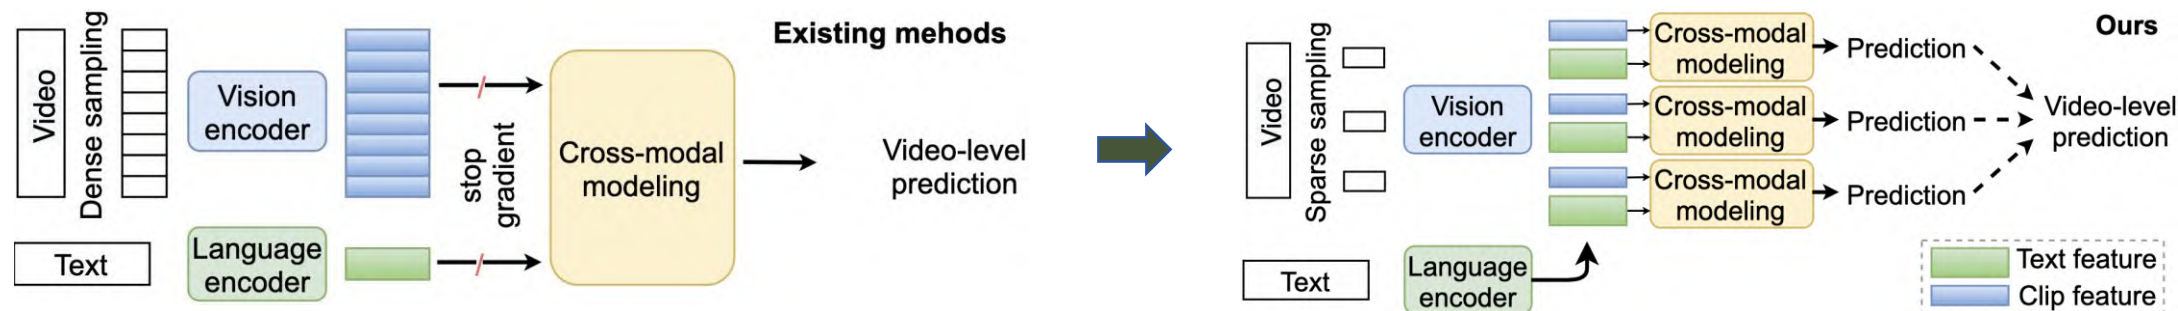 Existing mehods
Video
Dense sampling
Vision
encoder
stop
gradient
Cross-modal
modeling
Video-level
prediction
Text
Language
encoder
Ours
Video
Sparse sampling
Vision
encoder
Cross-modal
modeling
Prediction
Cross-modal
modeling
Prediction
Cross-modal
modeling
Prediction
Video-level
prediction
Text
Language
encoder
Text feature
Clip feature